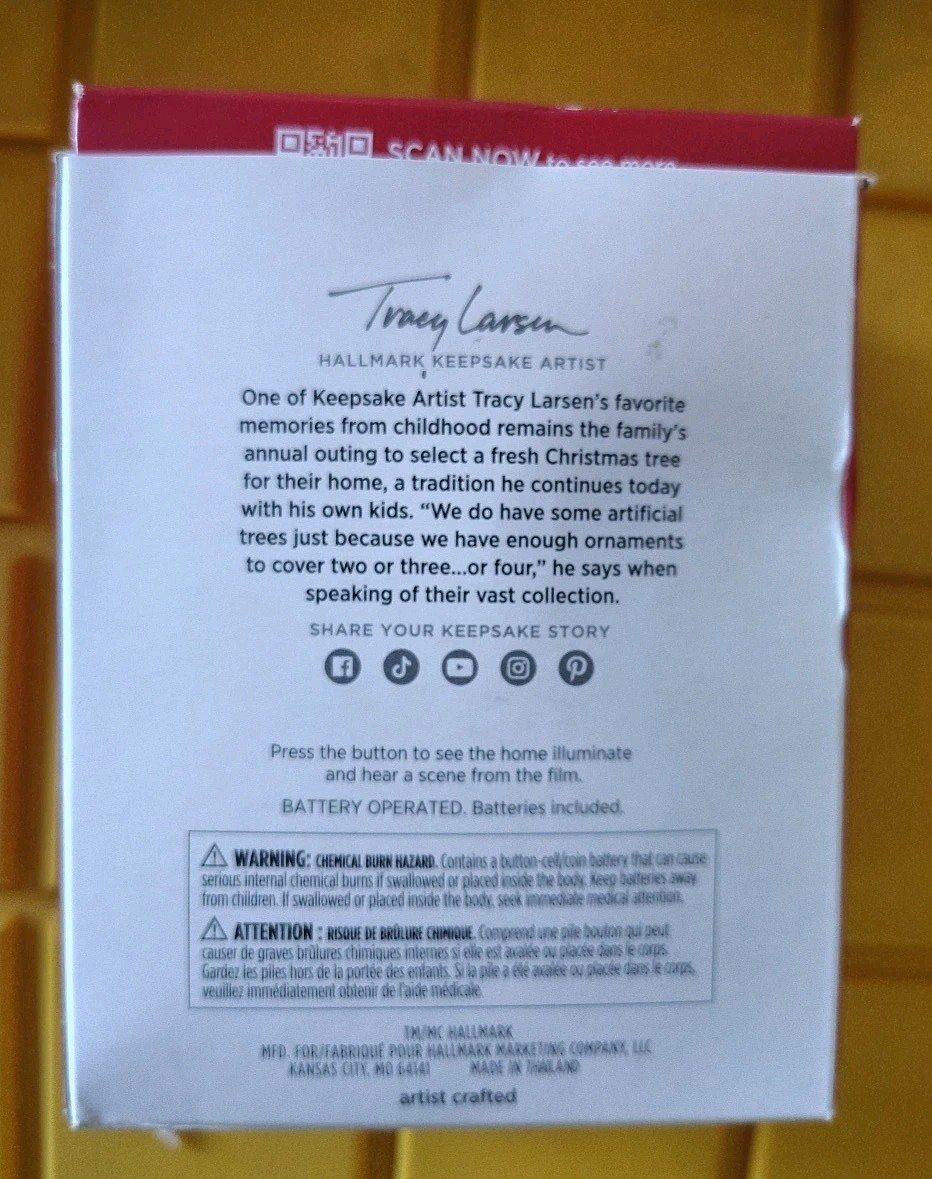 SCAN NOW to see more
Tracy Larsen
HALLMARK KEEPSAKE ARTIST
One of Keepsake Artist Tracy Larsen's favorite
memories from childhood remains the family's
annual outing to select a fresh Christmas tree
for their home, a tradition he continues today
with his own kids. “We do have some artificial
trees just because we have enough ornaments
to cover two or three...or four,” he says when
speaking of their vast collection.
SHARE YOUR KEEPSAKE STORY
Press the button to see the home illuminate
and hear a scene from the film.
BATTERY OPERATED. Batteries included.
WARNING: CHEMICAL BURN HAZARD. Contains a button-cell/coin battery that can cause
serious internal chemical burns if swallowed or placed inside the body. Keep batteries away
from children. If swallowed or placed inside the body, seek immediate medical attention.
ATTENTION : RISQUE DE BRÛLURE CHIMIQUE. Comprend une pile bouton qui peut
causer de graves brûlures chimiques internes si elle est avalée ou placée dans le corps.
Gardez les piles hors de la portée des enfants. Si la pile a été avalée ou placée dans le corps,
veuillez immédiatement obtenir de l'aide médicale.
TM/MC HALLMARK
MFD. FOR/FABRIQUÉ POUR HALLMARK MARKETING COMPANY, LLC
KANSAS CITY, MO 64141 MADE IN THAILAND
artist crafted